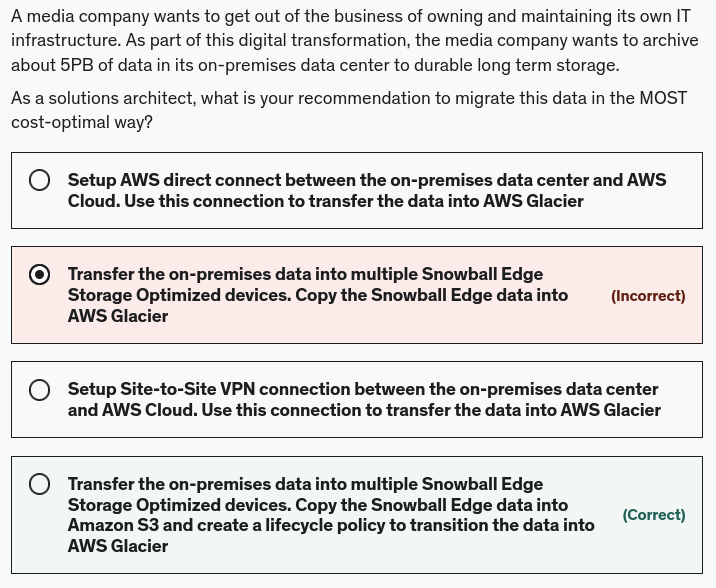 A media company wants to get out of the business of owning and maintaining its own IT
infrastructure. As part of this digital transformation, the media company wants to archive
about 5PB of data in its on-premises data center to durable long term storage.
As a solutions architect, what is your recommendation to migrate this data in the MOST
cost-optimal way?
Setup AWS direct connect between the on-premises data center and AWS
Cloud. Use this connection to transfer the data into AWS Glacier
Transfer the on-premises data into multiple Snowball Edge
Storage Optimized devices. Copy the Snowball Edge data into
AWS Glacier
(Incorrect)
Setup Site-to-Site VPN connection between the on-premises data center
and AWS Cloud. Use this connection to transfer the data into AWS Glacier
Transfer the on-premises data into multiple Snowball Edge
Storage Optimized devices. Copy the Snowball Edge data into
Amazon S3 and create a lifecycle policy to transition the data into
AWS Glacier
(Correct)